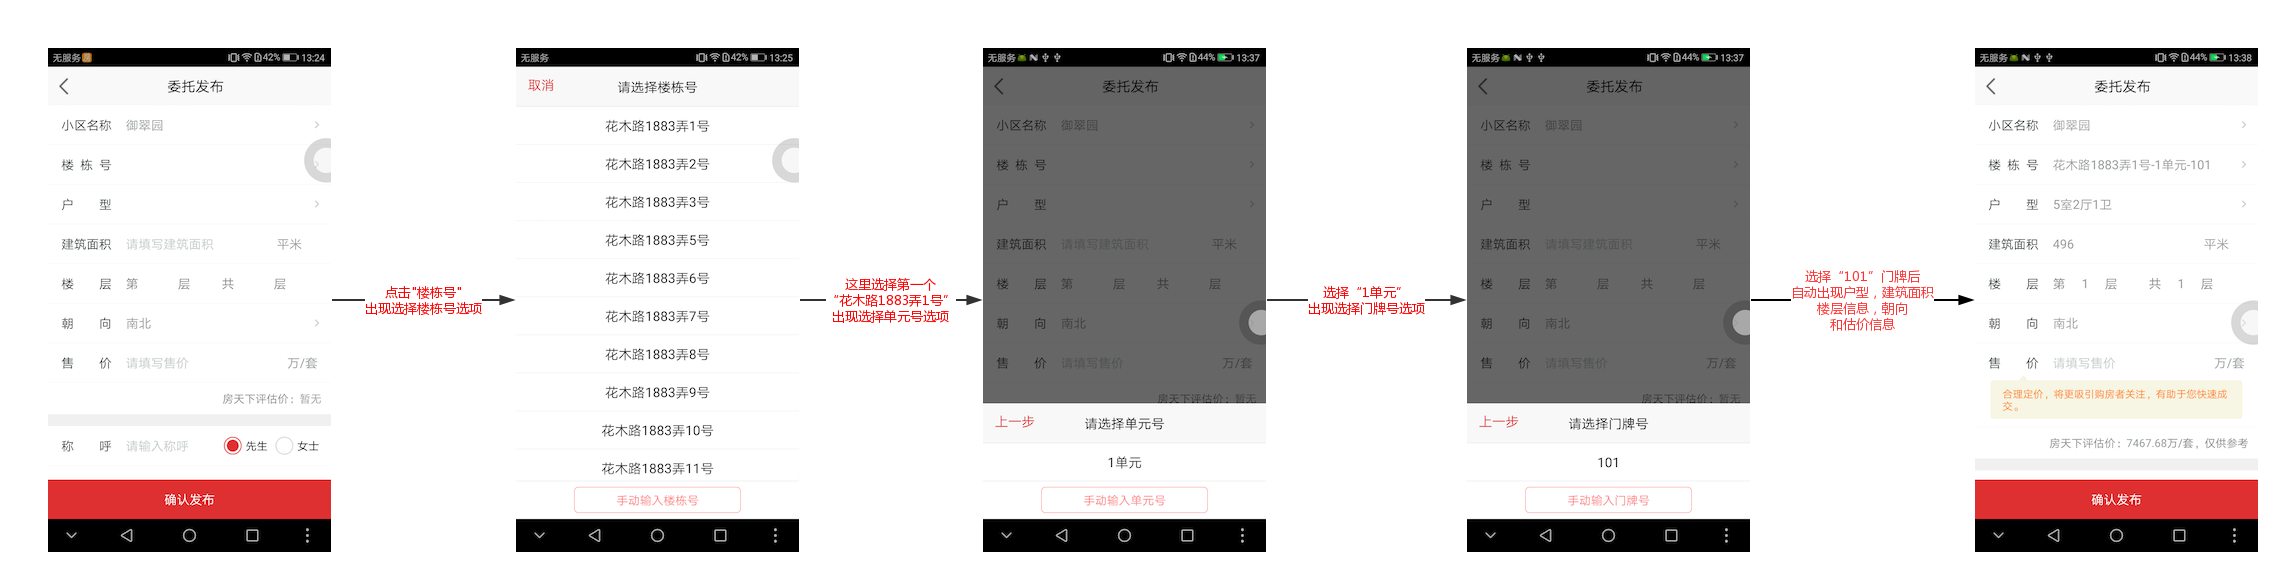 无服务 42% 13:24
委托发布
小区名称 御翠园
楼栋号
户型
建筑面积 请填写建筑面积 平米
楼层 第 层 共 层
朝向 南北
售价 请填写售价 万/套
房天下评估价：暂无
称呼 请输入称呼 先生 女士
确认发布
点击"楼栋号"
出现选择楼栋号选项
无服务 42% 13:25
取消 请选择楼栋号
花木路1883弄1号
花木路1883弄2号
花木路1883弄3号
花木路1883弄5号
花木路1883弄6号
花木路1883弄7号
花木路1883弄8号
花木路1883弄9号
花木路1883弄10号
花木路1883弄11号
手动输入楼栋号
这里选择第一个
“花木路1883弄1号”
出现选择单元号选项
无服务 44% 13:37
委托发布
小区名称 御翠园
楼栋号
户型
建筑面积 请填写建筑面积 平米
楼层 第 层 共 层
朝向 南北
售价 请填写售价 万/套
房天下评估价：暂无
上一步 请选择单元号
1单元
手动输入单元号
选择“1单元”
出现选择门牌号选项
无服务 44% 13:37
委托发布
小区名称 御翠园
楼栋号
户型
建筑面积 请填写建筑面积 平米
楼层 第 层 共 层
朝向 南北
售价 请填写售价 万/套
房天下评估价：暂无
上一步 请选择门牌号
101
手动输入门牌号
选择“101”门牌后
自动出现户型，建筑面积
楼层信息，朝向
和估价信息
无服务 44% 13:38
委托发布
小区名称 御翠园
楼栋号 花木路1883弄1号-1单元-101
户型 5室2厅1卫
建筑面积 496 平米
楼层 第 1 层 共 1 层
朝向 南北
售价 请填写售价 万/套
合理定价，将更吸引购房者关注，有助于您快速成
交。
房天下评估价：7467.68万/套，仅供参考
确认发布